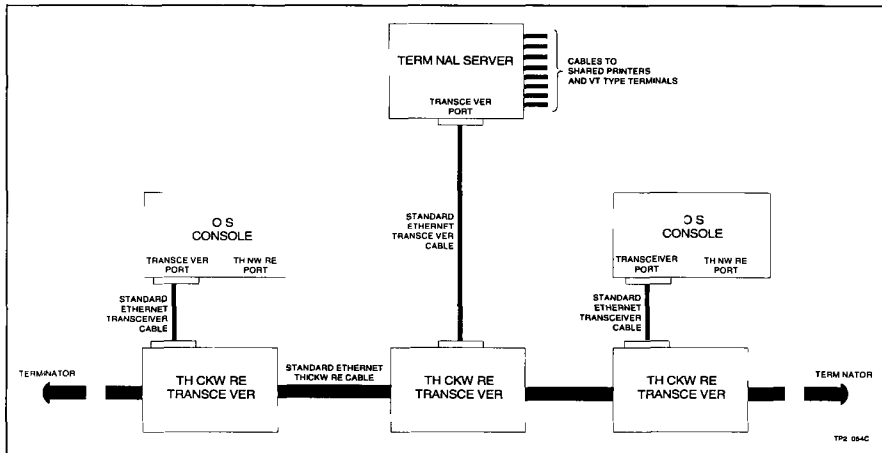 TERM NAL SERVER
TRANSCE VER
PORT
CABLES TO
SHARED PRINTERS
AND VT TYPE TERMINALS
STANDARD
ETHERNET
TRANSCE VER
CABLE
O S
CONSOLE
TRANSCE VER
PORT
TH NW RE
PORT
STANDARD
ETHERNET
TRANSCEIVER
CABLE
O S
CONSOLE
TRANSCEIVER
PORT
TH NW RE
PORT
STANDARD
ETHERNET
TRANSCEIVER
CABLE
TERMINATOR
TH CKW RE
TRANSCE VER
STANDARD ETHERNET
THICKW RE CABLE
TH CKW RE
TRANSCE VER
TH CKW RE
TRANSCE VER
TERM NATOR
TP2 054C